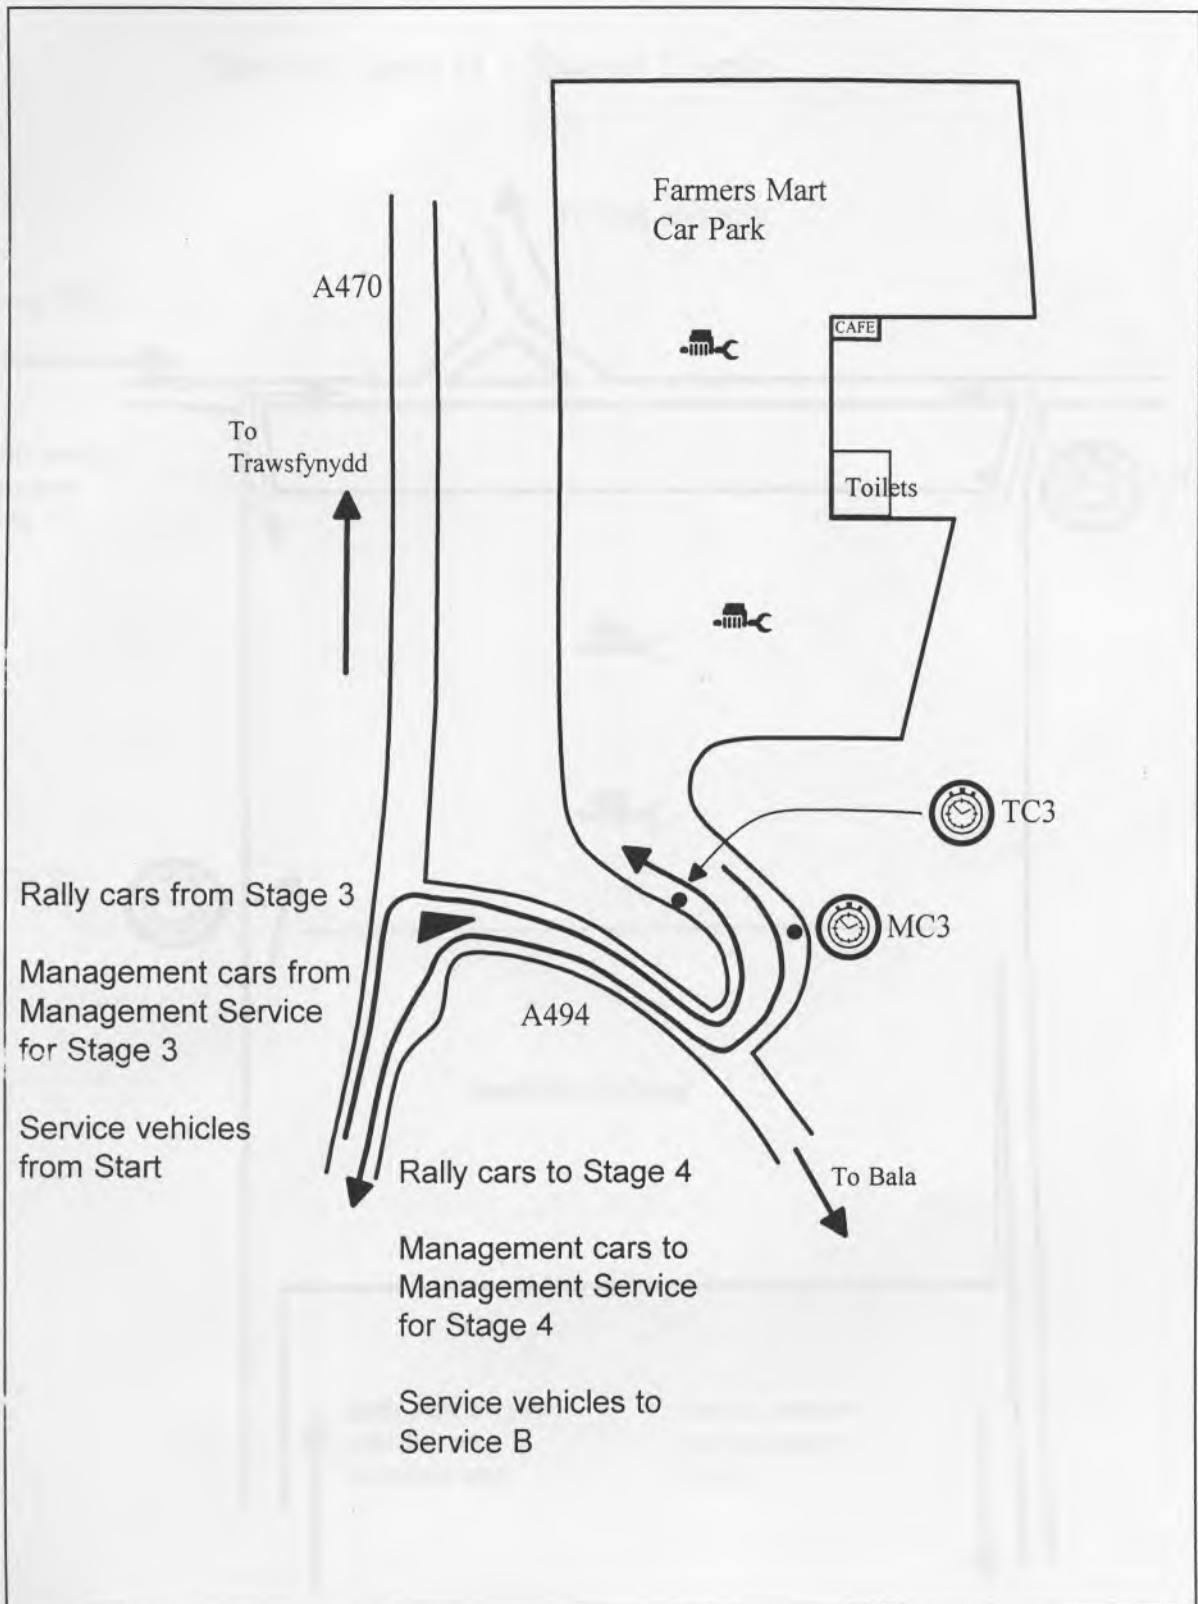 Farmers Mart
Car Park
A470
CAFE
To
Trawsfynydd
Toilets
TC3
Rally cars from Stage 3
MC3
Management cars from
Management Service
for Stage 3
A494
Service vehicles
from Start
Rally cars to Stage 4
To Bala
Management cars to
Management Service
for Stage 4
Service vehicles to
Service B